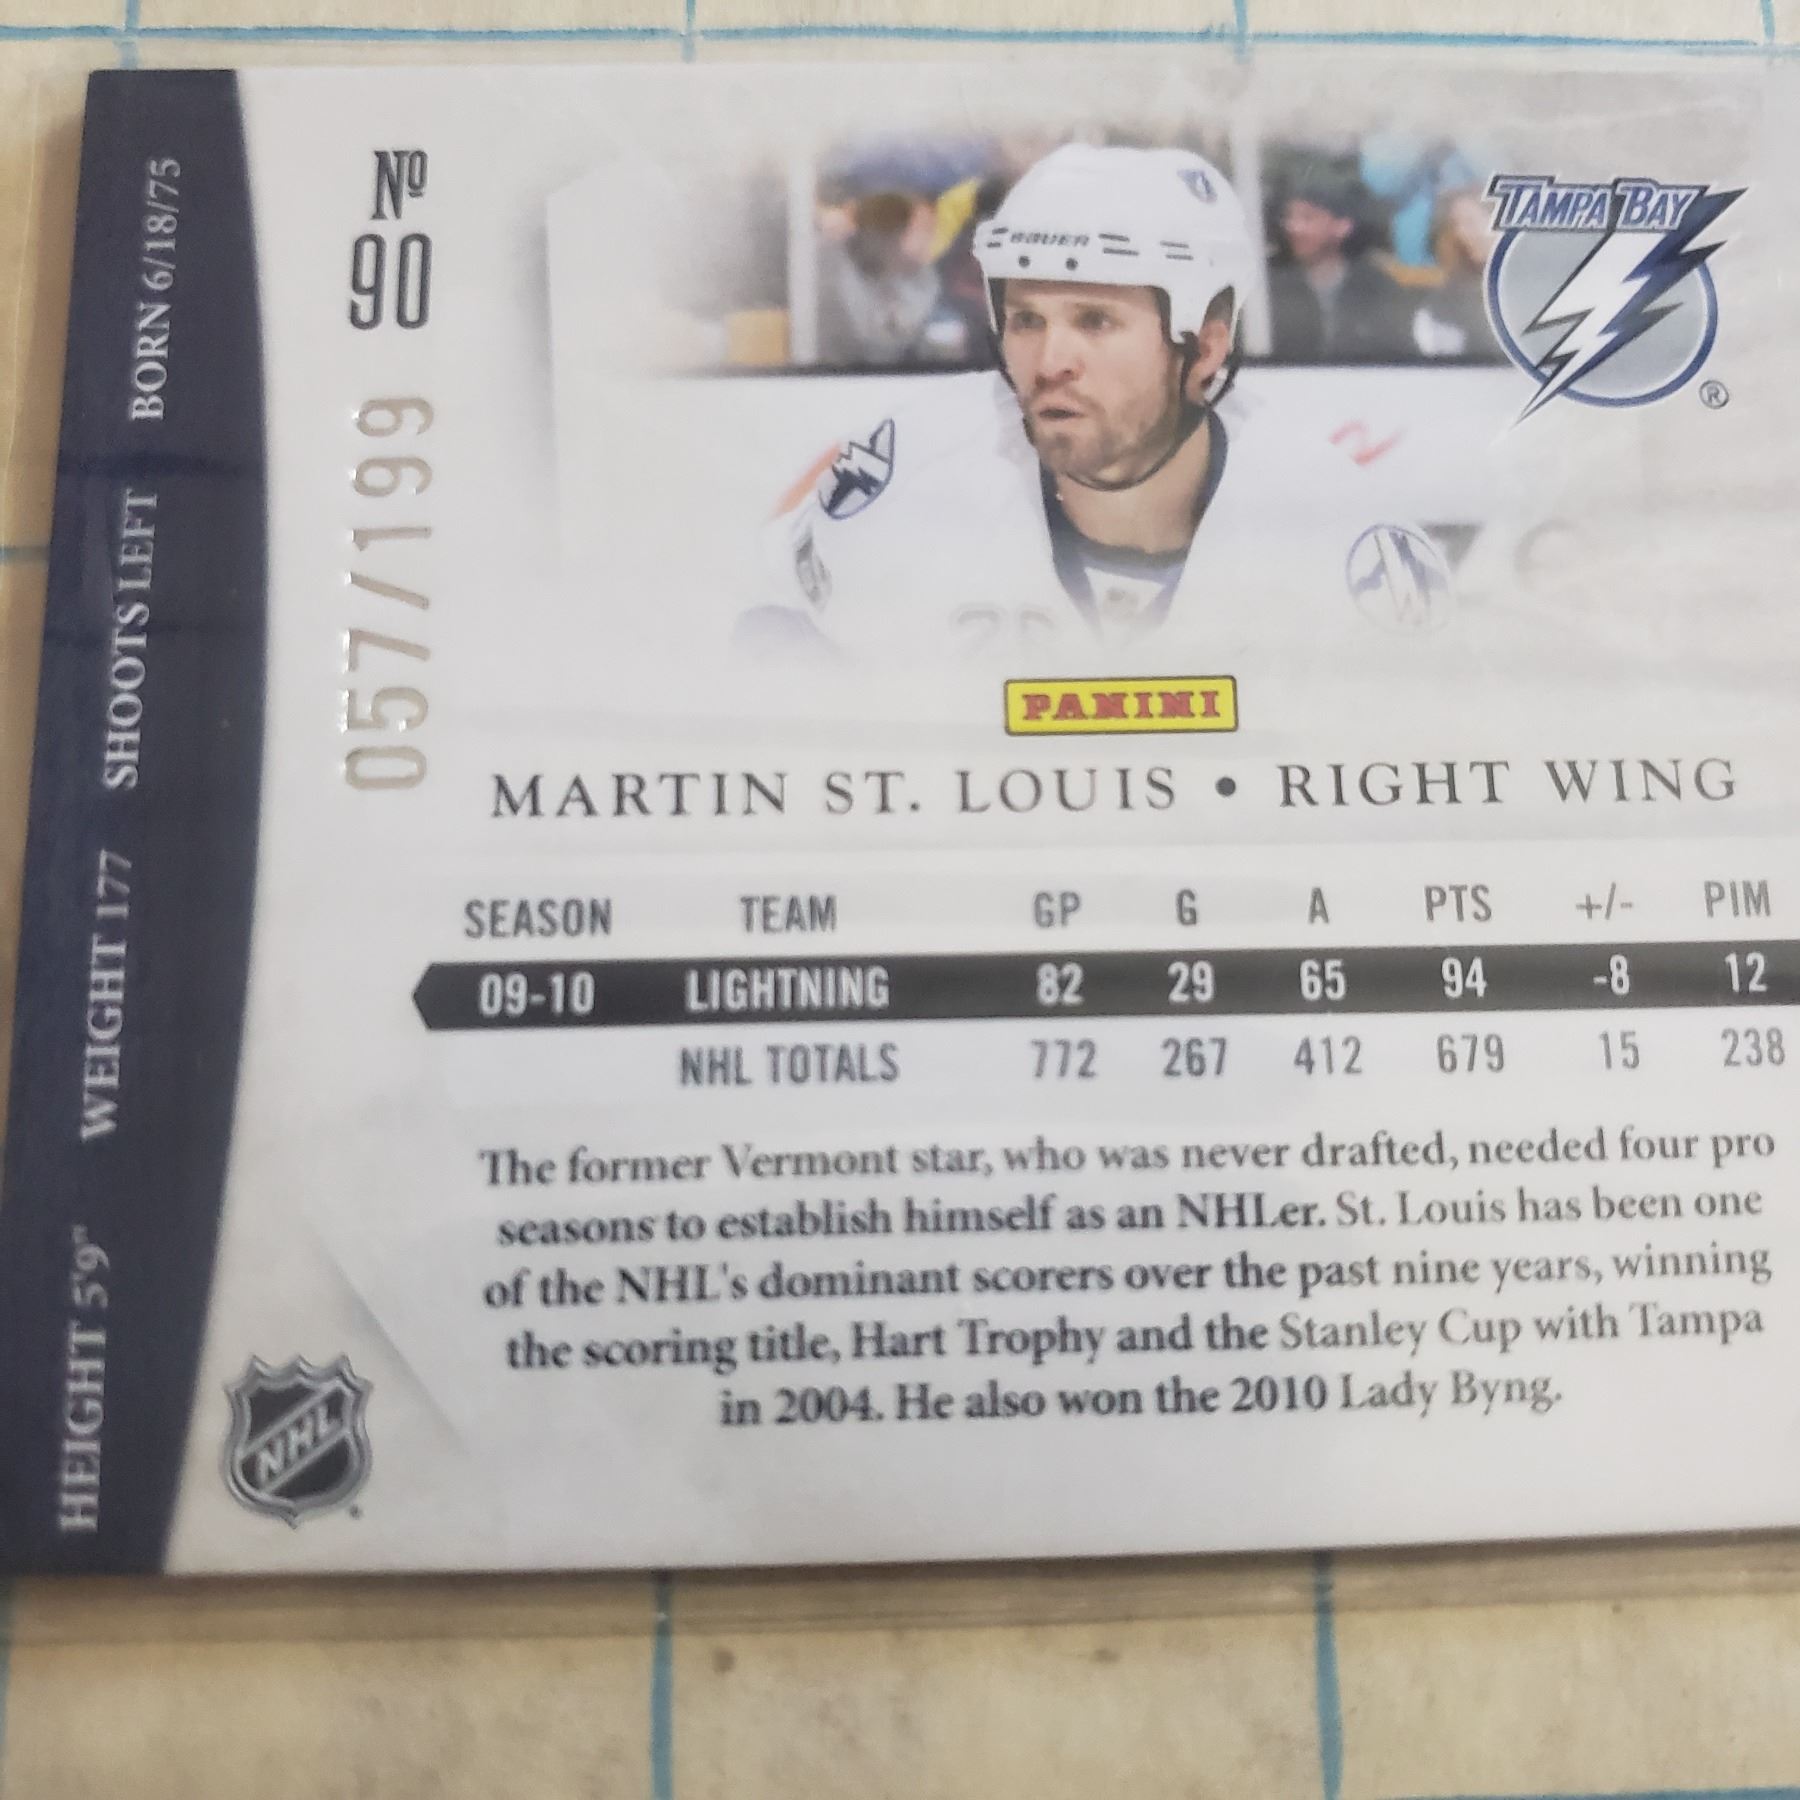 HEIGHT 5'9" WEIGHT 177 SHOOTS LEFT BORN 6/18/75
Nº
90
057/199
BAUER
TAMPA BAY
®
PANINI
MARTIN ST. LOUIS • RIGHT WING
SEASON TEAM GP G A PTS +/- PIM
09-10 LIGHTNING 82 29 65 94 -8 12
NHL TOTALS 772 267 412 679 15 238
The former Vermont star, who was never drafted, needed four pro
seasons to establish himself as an NHLer. St. Louis has been one
of the NHL's dominant scorers over the past nine years, winning
the scoring title, Hart Trophy and the Stanley Cup with Tampa
in 2004. He also won the 2010 Lady Byng.
NHL